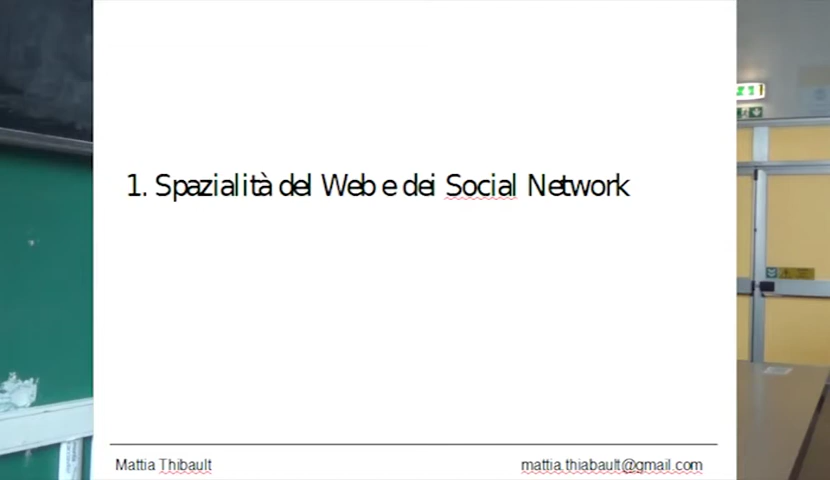 1. Spazialità del Web e dei Social Network
Mattia Thibault
mattia.thiabault@gmail.com